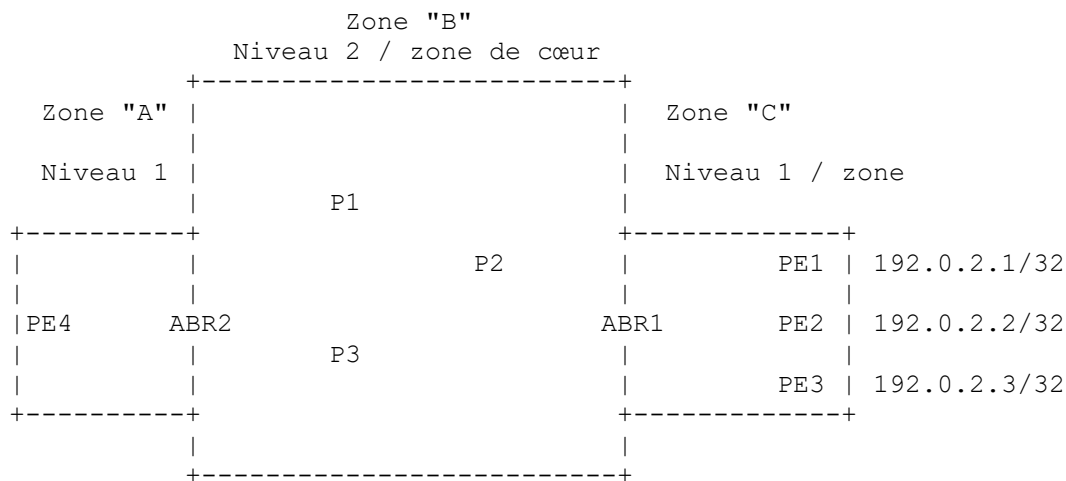 Zone "B"
Niveau 2 / zone de cœur
+--------------------------+
Zone "A" | | Zone "C"
| |
Niveau 1 | | Niveau 1 / zone
| P1 |
+----------+ +-------------+
| | P2 | PE1 | 192.0.2.1/32
| | | |
|PE4 ABR2 ABR1 PE2 | 192.0.2.2/32
| | P3 | |
| | | PE3 | 192.0.2.3/32
+----------+ +-------------+
| |
+--------------------------+